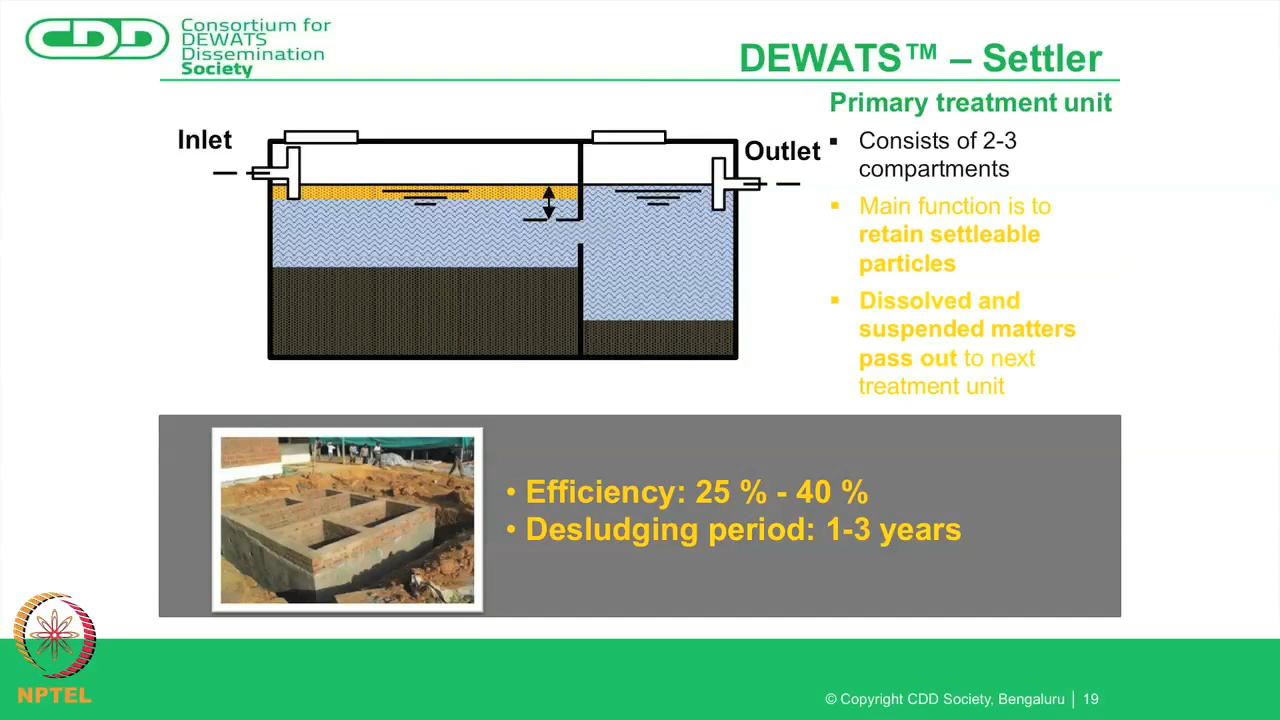 CDD
Consortium for
DEWATS
Dissemination
Society
DEWATS™ – Settler
Primary treatment unit
Inlet
Outlet
▪ Consists of 2-3
compartments
▪ Main function is to
retain settleable
particles
▪ Dissolved and
suspended matters
pass out to next
treatment unit
• Efficiency: 25 % - 40 %
• Desludging period: 1-3 years
NPTEL
© Copyright CDD Society, Bengaluru | 19